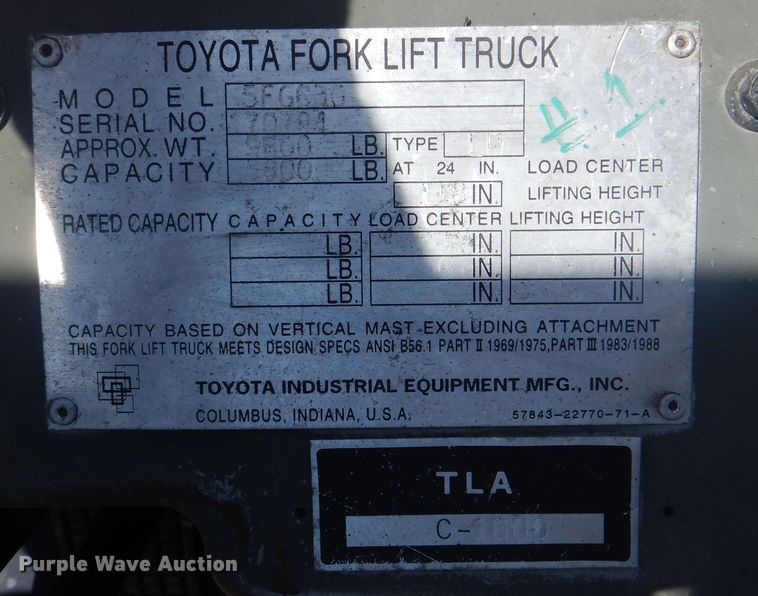 TOYOTA FORK LIFT TRUCK
MODEL 5FGC30
SERIAL NO. 70781
APPROX. WT. LB. TYPE LP
CAPACITY LB. AT 24 IN. LOAD CENTER
IN. LIFTING HEIGHT
RATED CAPACITY CAPACITY LOAD CENTER LIFTING HEIGHT
LB. IN. IN.
LB. IN. IN.
LB. IN. IN.
CAPACITY BASED ON VERTICAL MAST EXCLUDING ATTACHMENT
THIS FORK LIFT TRUCK MEETS DESIGN SPECS ANSI B56.1 PART II 1969/1975, PART III 1983/1988
TOYOTA INDUSTRIAL EQUIPMENT MFG., INC.
COLUMBUS, INDIANA, U.S.A. 57843-22770-71-A
TLA
C-
Purple Wave Auction